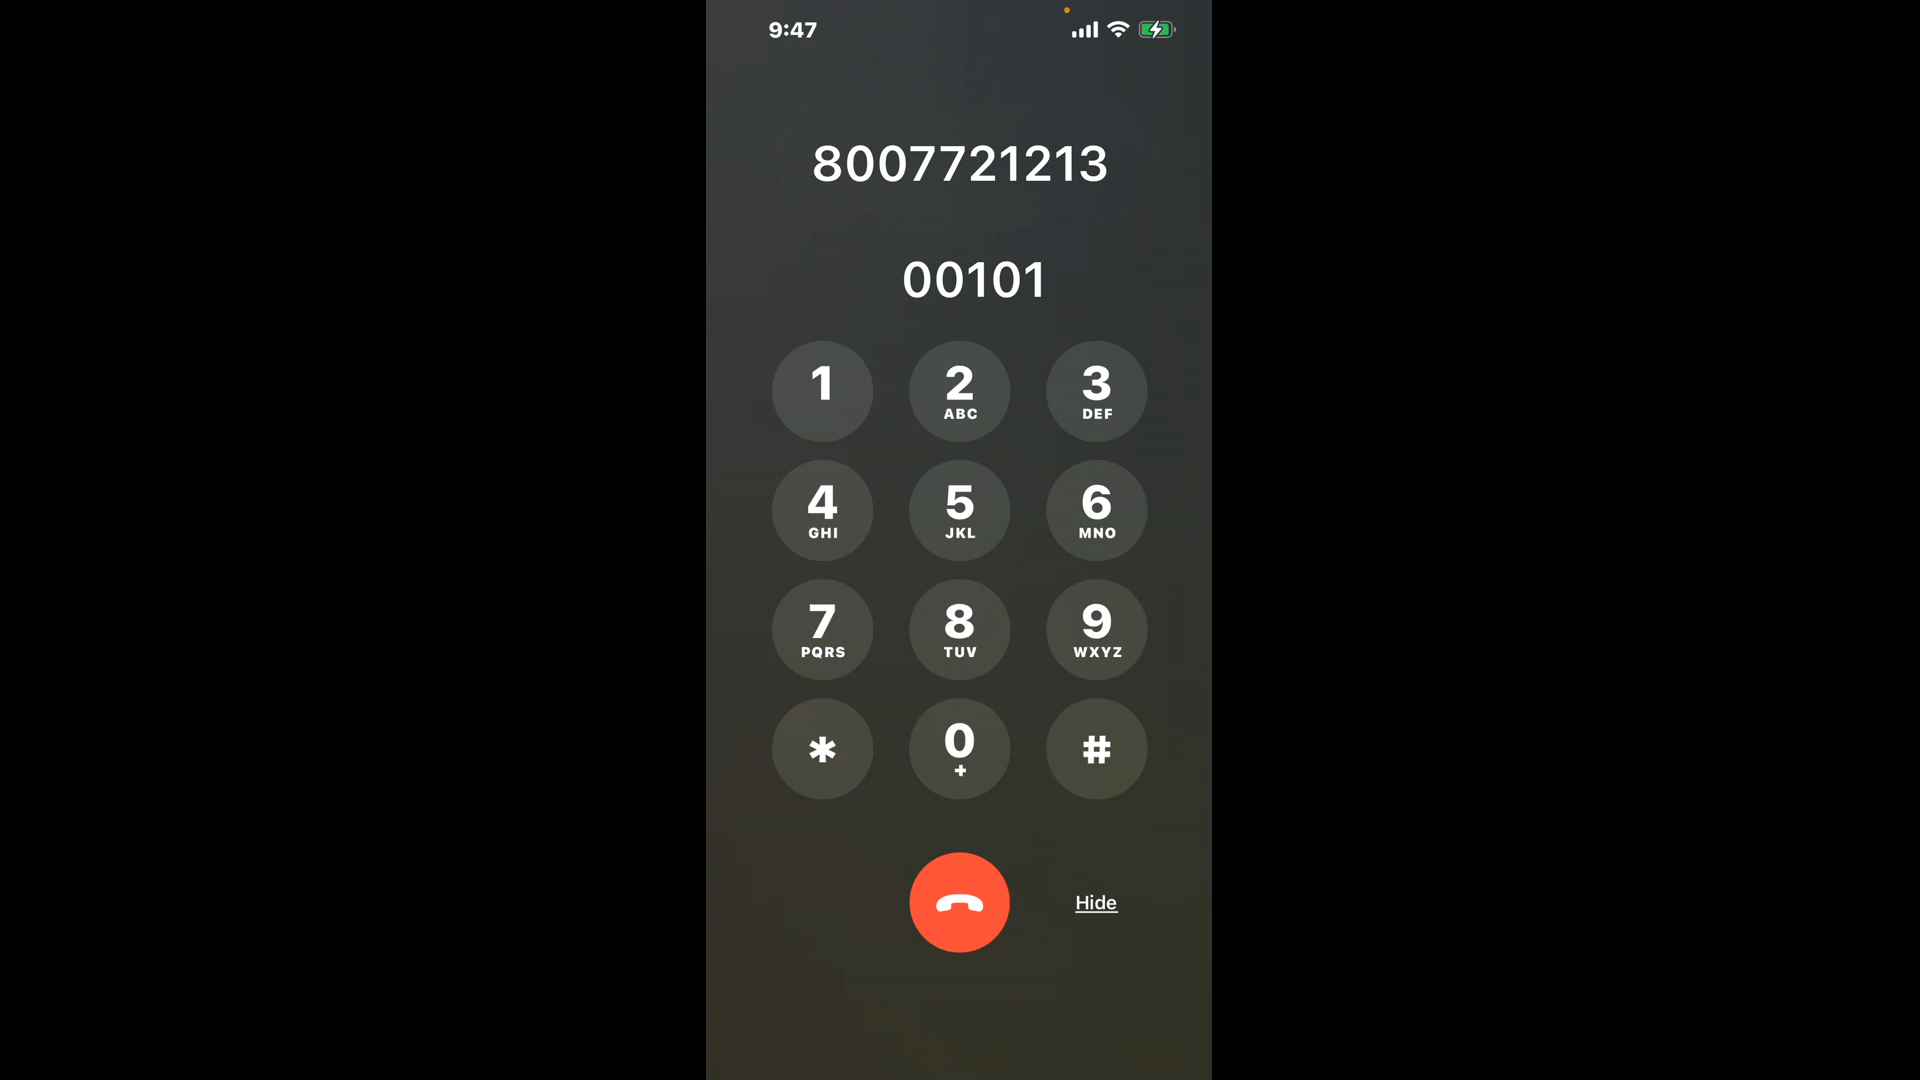 9:47
8007721213
00101
1 2 3
ABC DEF
4 5 6
GHI JKL MNO
7 8 9
PQRS TUV WXYZ
* 0 #
+
Hide